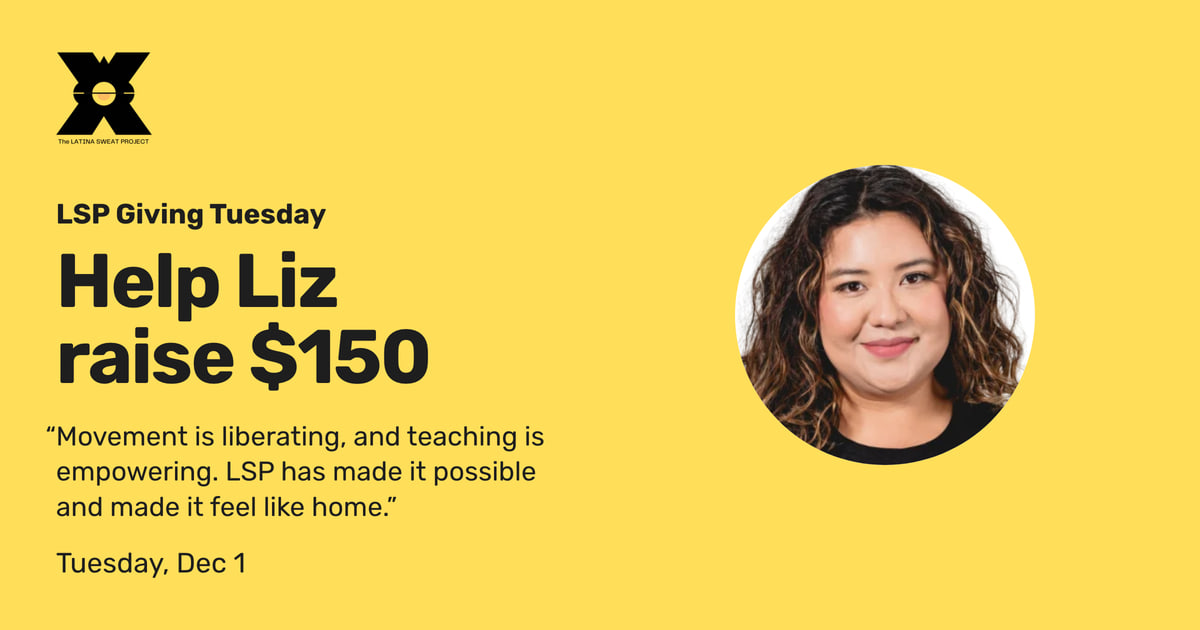 The LATINA SWEAT PROJECT
LSP Giving Tuesday
Help Liz
raise $150
“Movement is liberating, and teaching is
empowering. LSP has made it possible
and made it feel like home.”
Tuesday, Dec 1